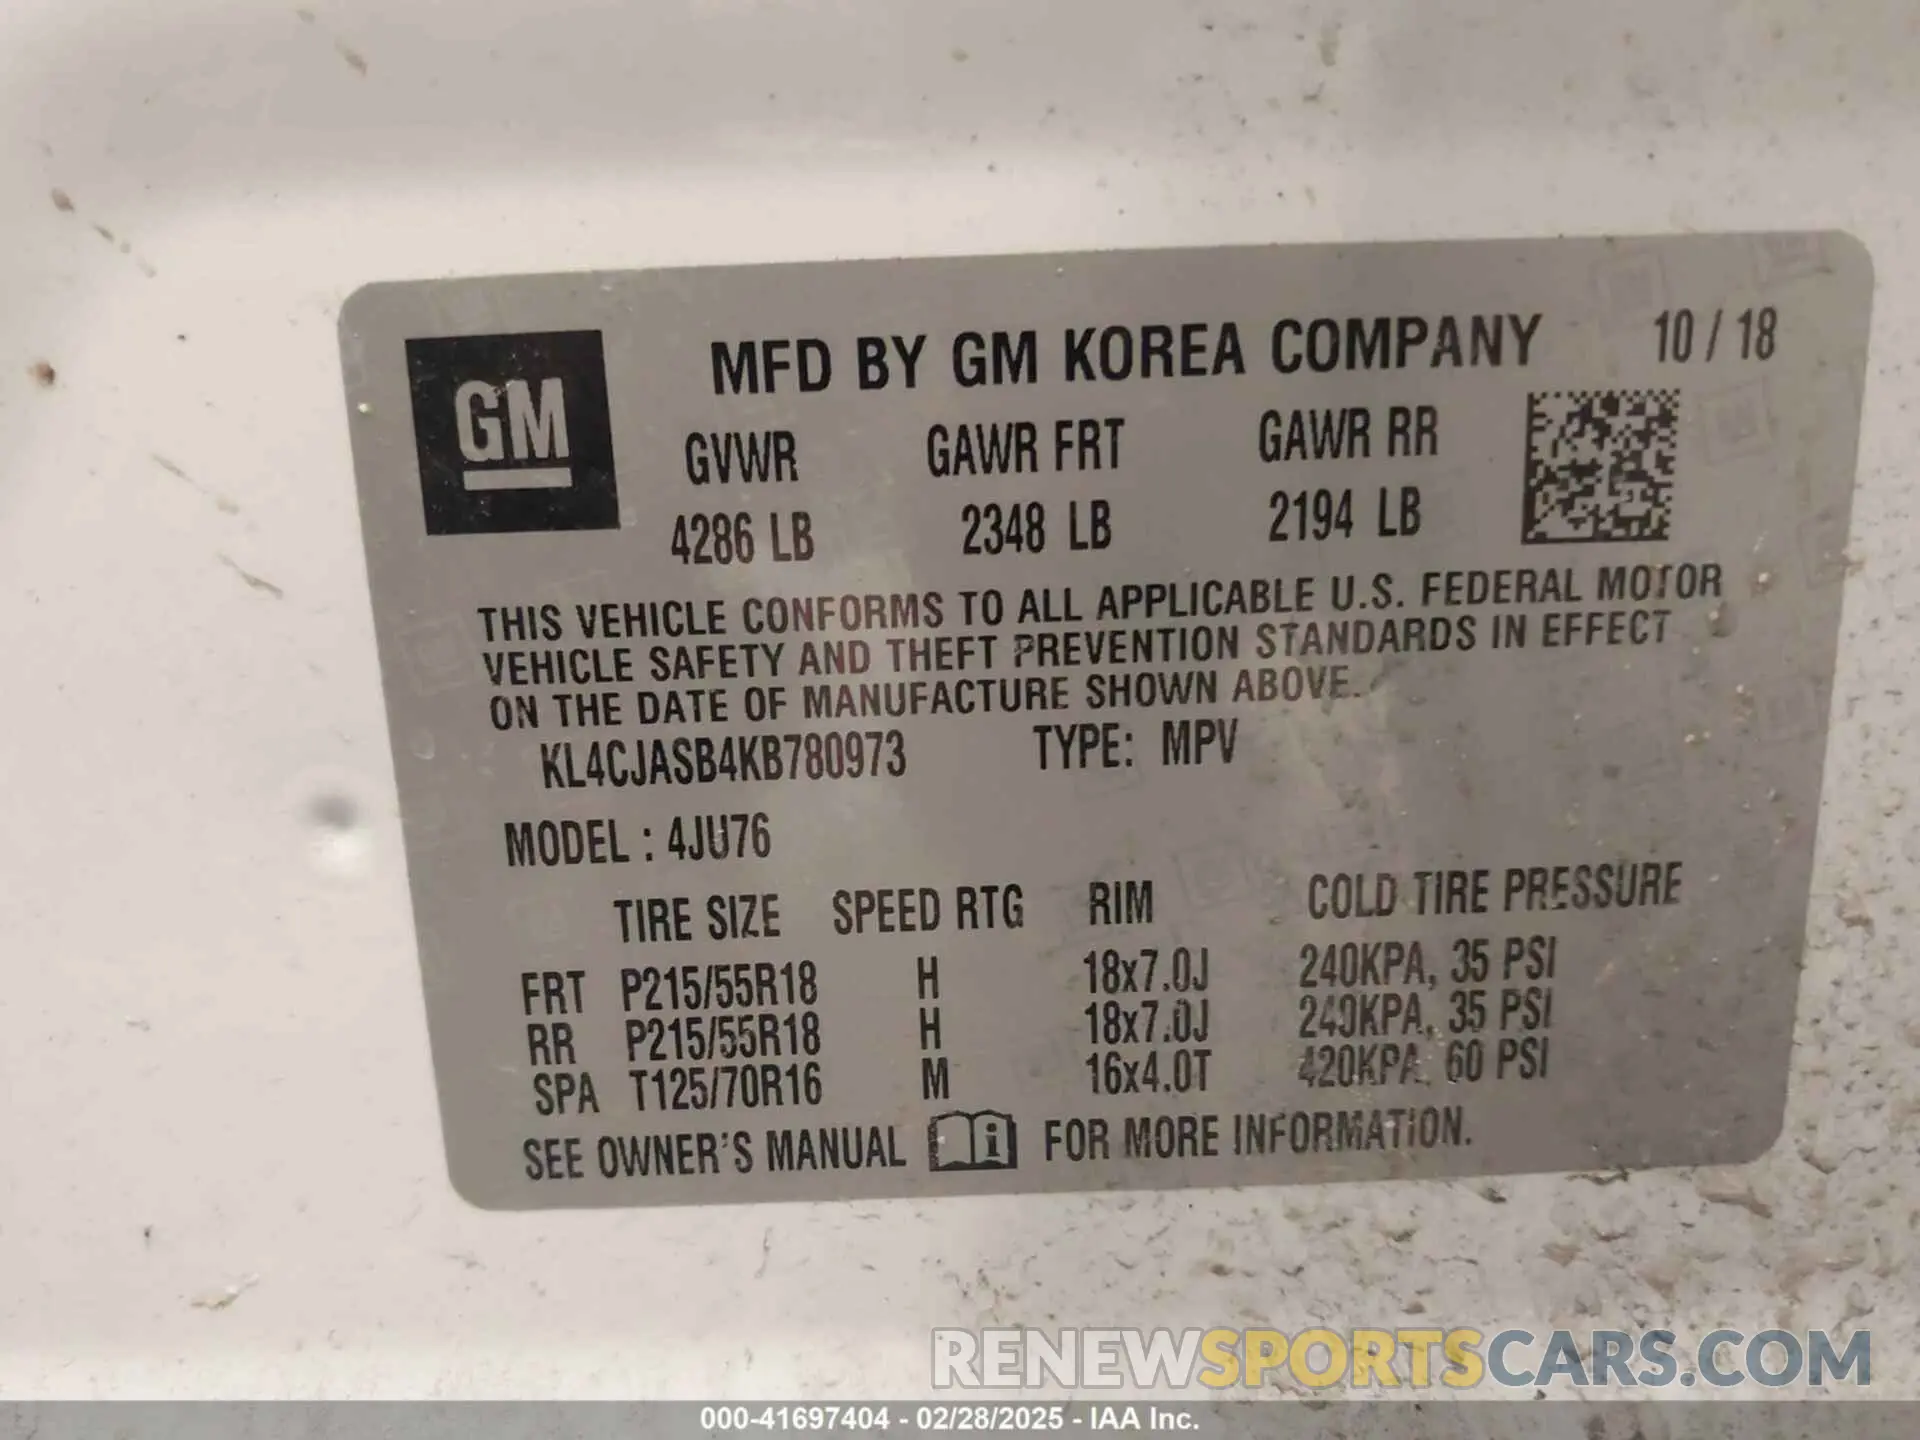 GM
MFD BY GM KOREA COMPANY 10 / 18
GVWR GAWR FRT GAWR RR
4286 LB 2348 LB 2194 LB
THIS VEHICLE CONFORMS TO ALL APPLICABLE U.S. FEDERAL MOTOR
VEHICLE SAFETY AND THEFT PREVENTION STANDARDS IN EFFECT
ON THE DATE OF MANUFACTURE SHOWN ABOVE.
KL4CJASB4KB780973 TYPE: MPV
MODEL : 4JU76
TIRE SIZE SPEED RTG RIM COLD TIRE PRESSURE
FRT P215/55R18 H 18x7.0J 240KPA, 35 PSI
RR P215/55R18 H 18x7.0J 240KPA, 35 PSI
SPA T125/70R16 M 16x4.0T 420KPA, 60 PSI
SEE OWNER'S MANUAL i FOR MORE INFORMATION.
RENEWSPORTSCARS.COM
000-41697404 - 02/28/2025 - IAA Inc.